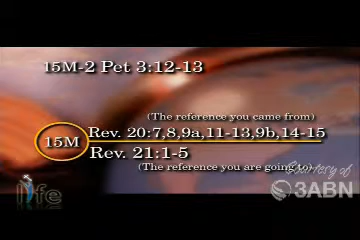 15M-2 Pet 3:12-13
(The reference you came from)
Rev. 20:7,8,9a,11-13,9b,14-15
15M
Rev. 21:1-5
(The reference you are going to)
Courtesy of
3ABN
life